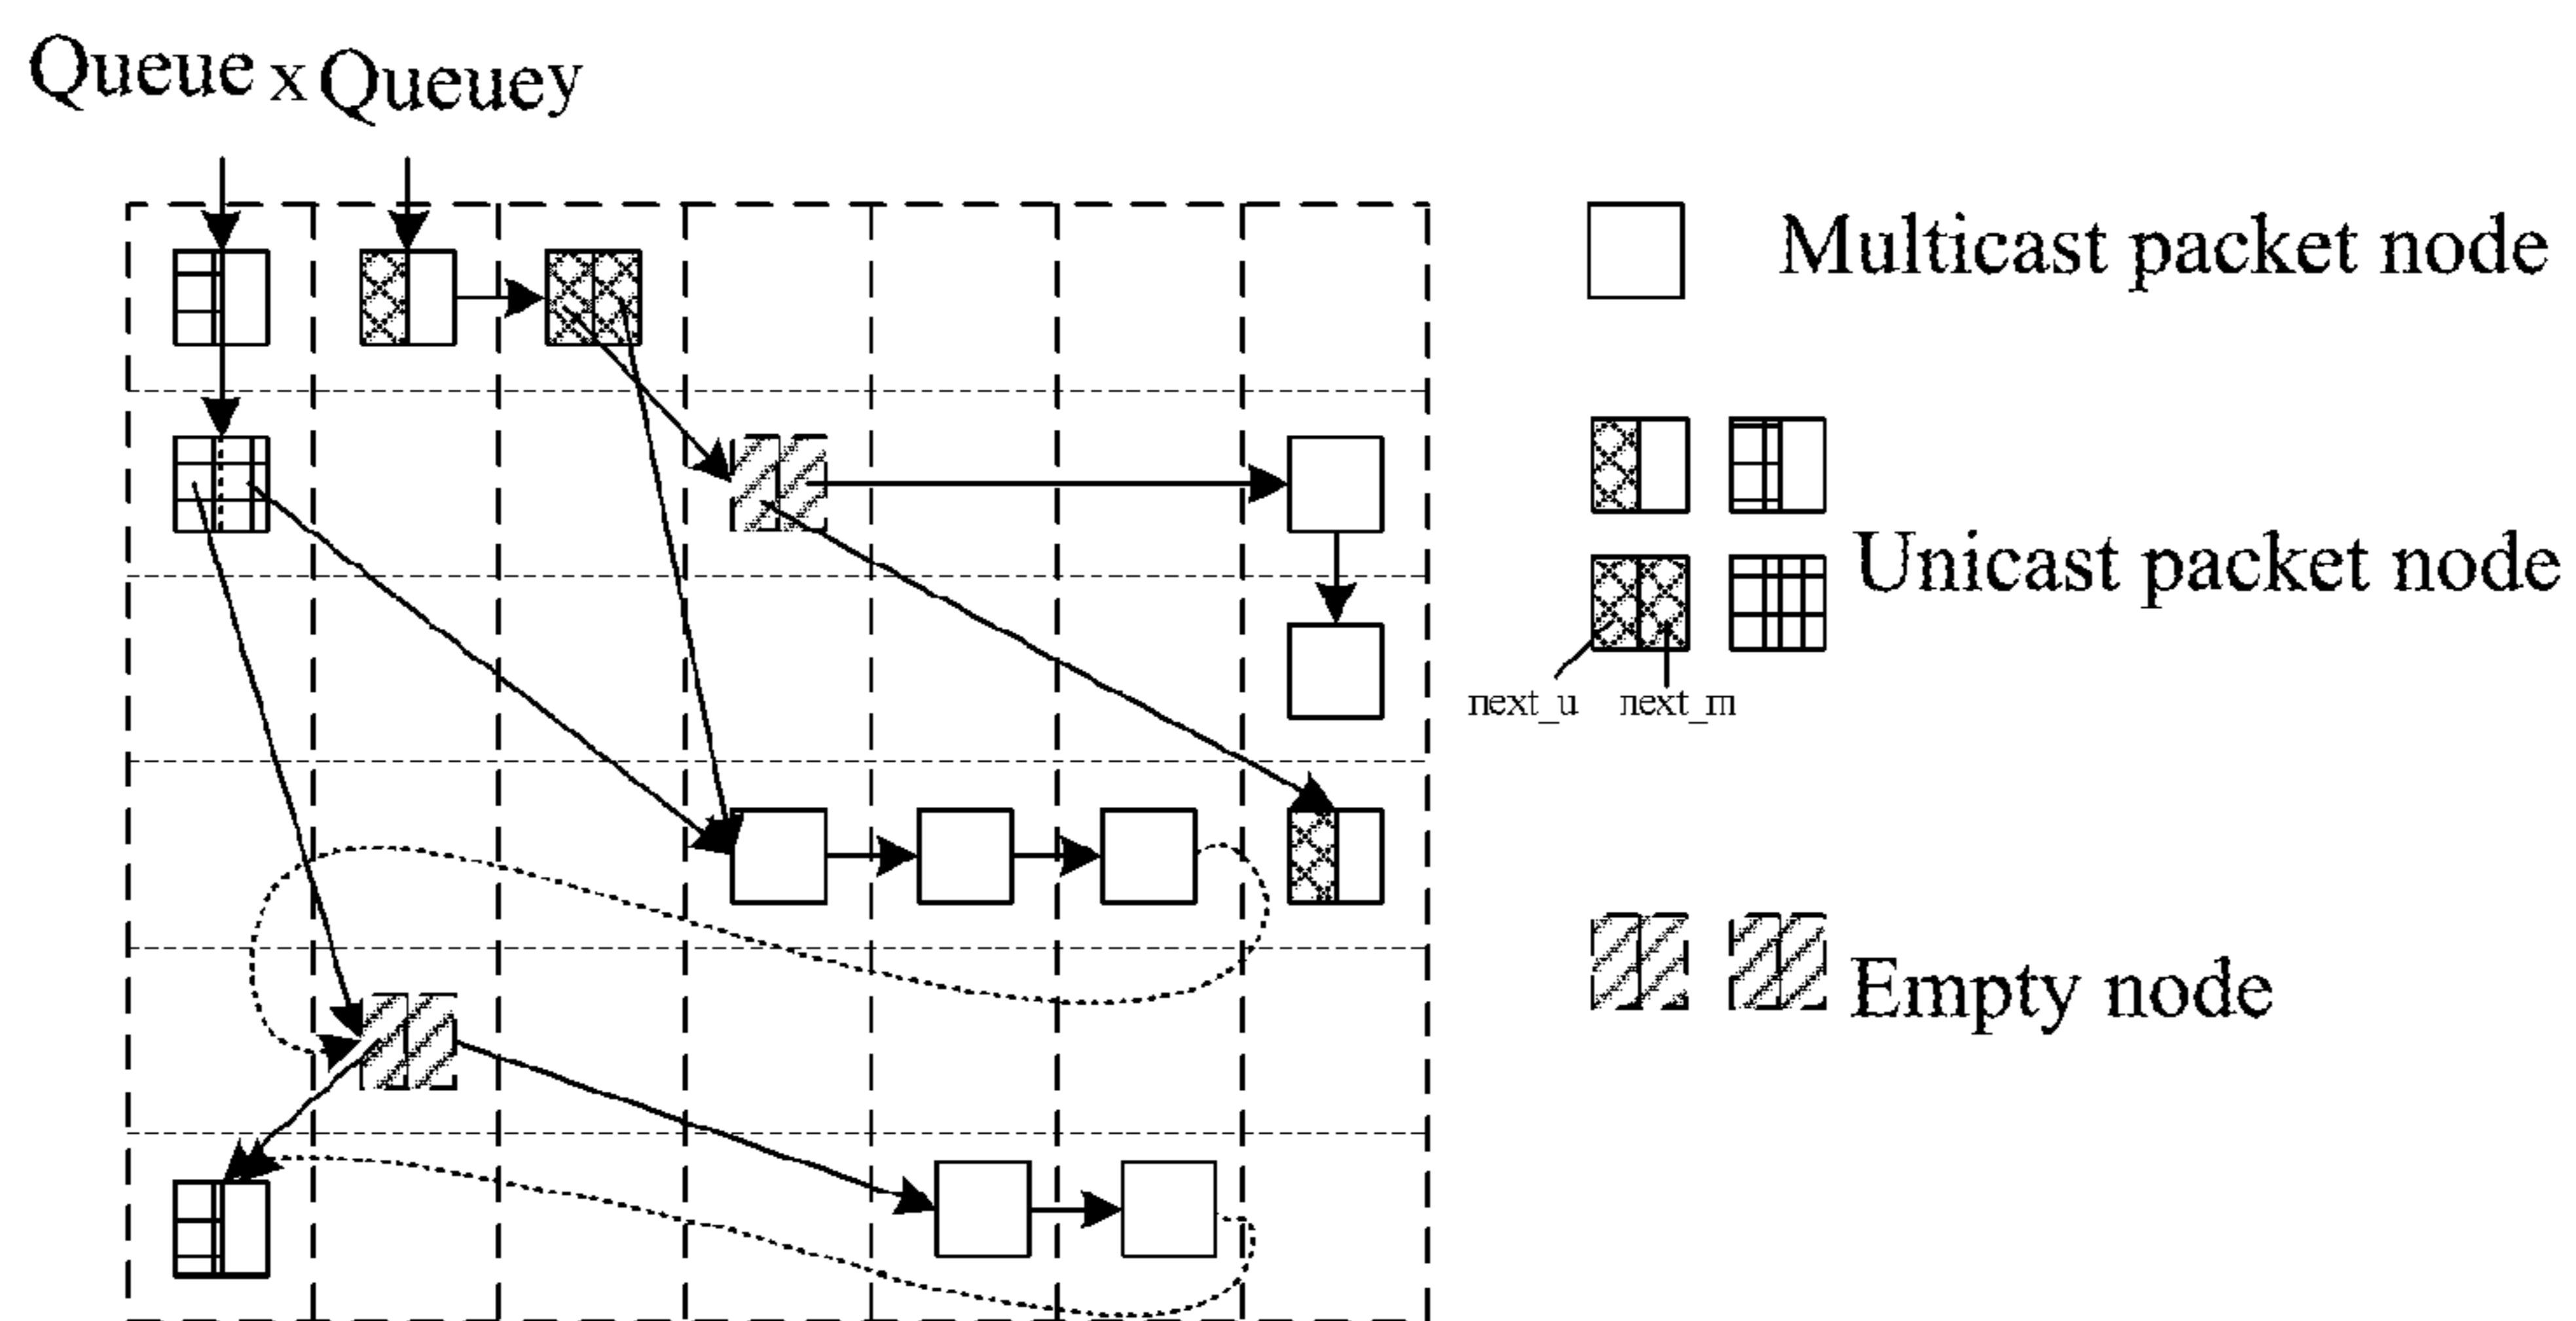 Queue x Queuey
Multicast packet node
Unicast packet node
next_u next_m
Empty node